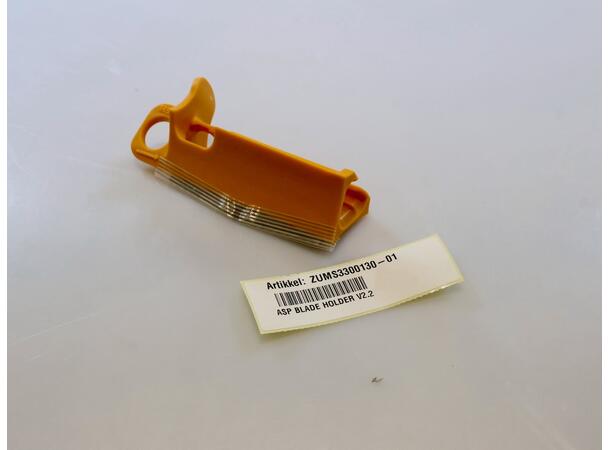 Artikkel: ZUMS3300130-01
ASP BLADE HOLDER V2.2